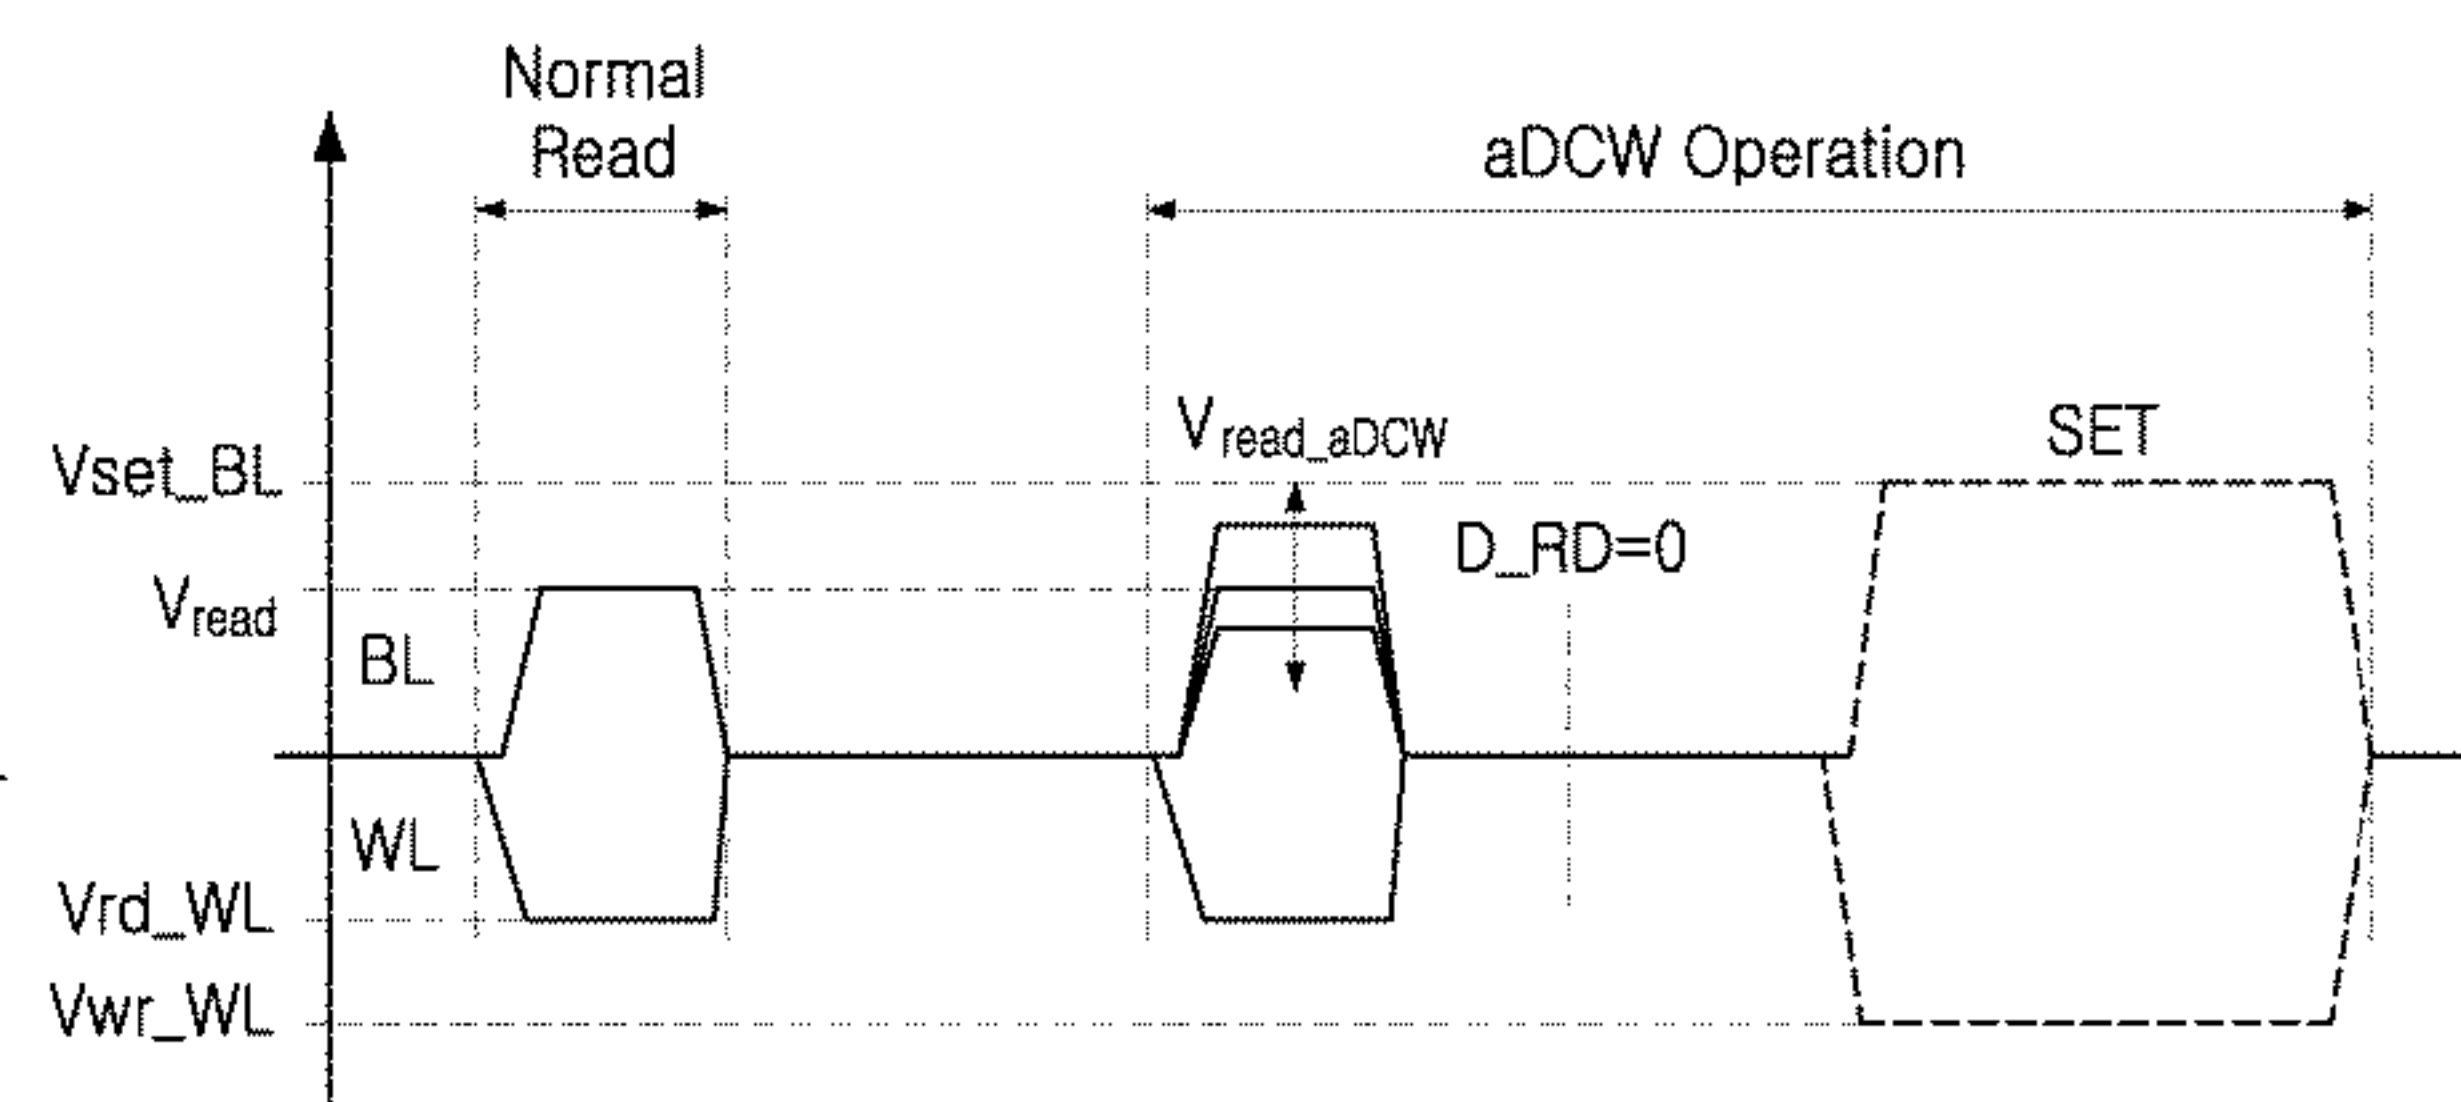 Normal
Read
aDCW Operation
Vread_aDCW
SET
Vset_BL
D_RD=0
Vread
BL
WL
Vrd_WL
Vwr_WL